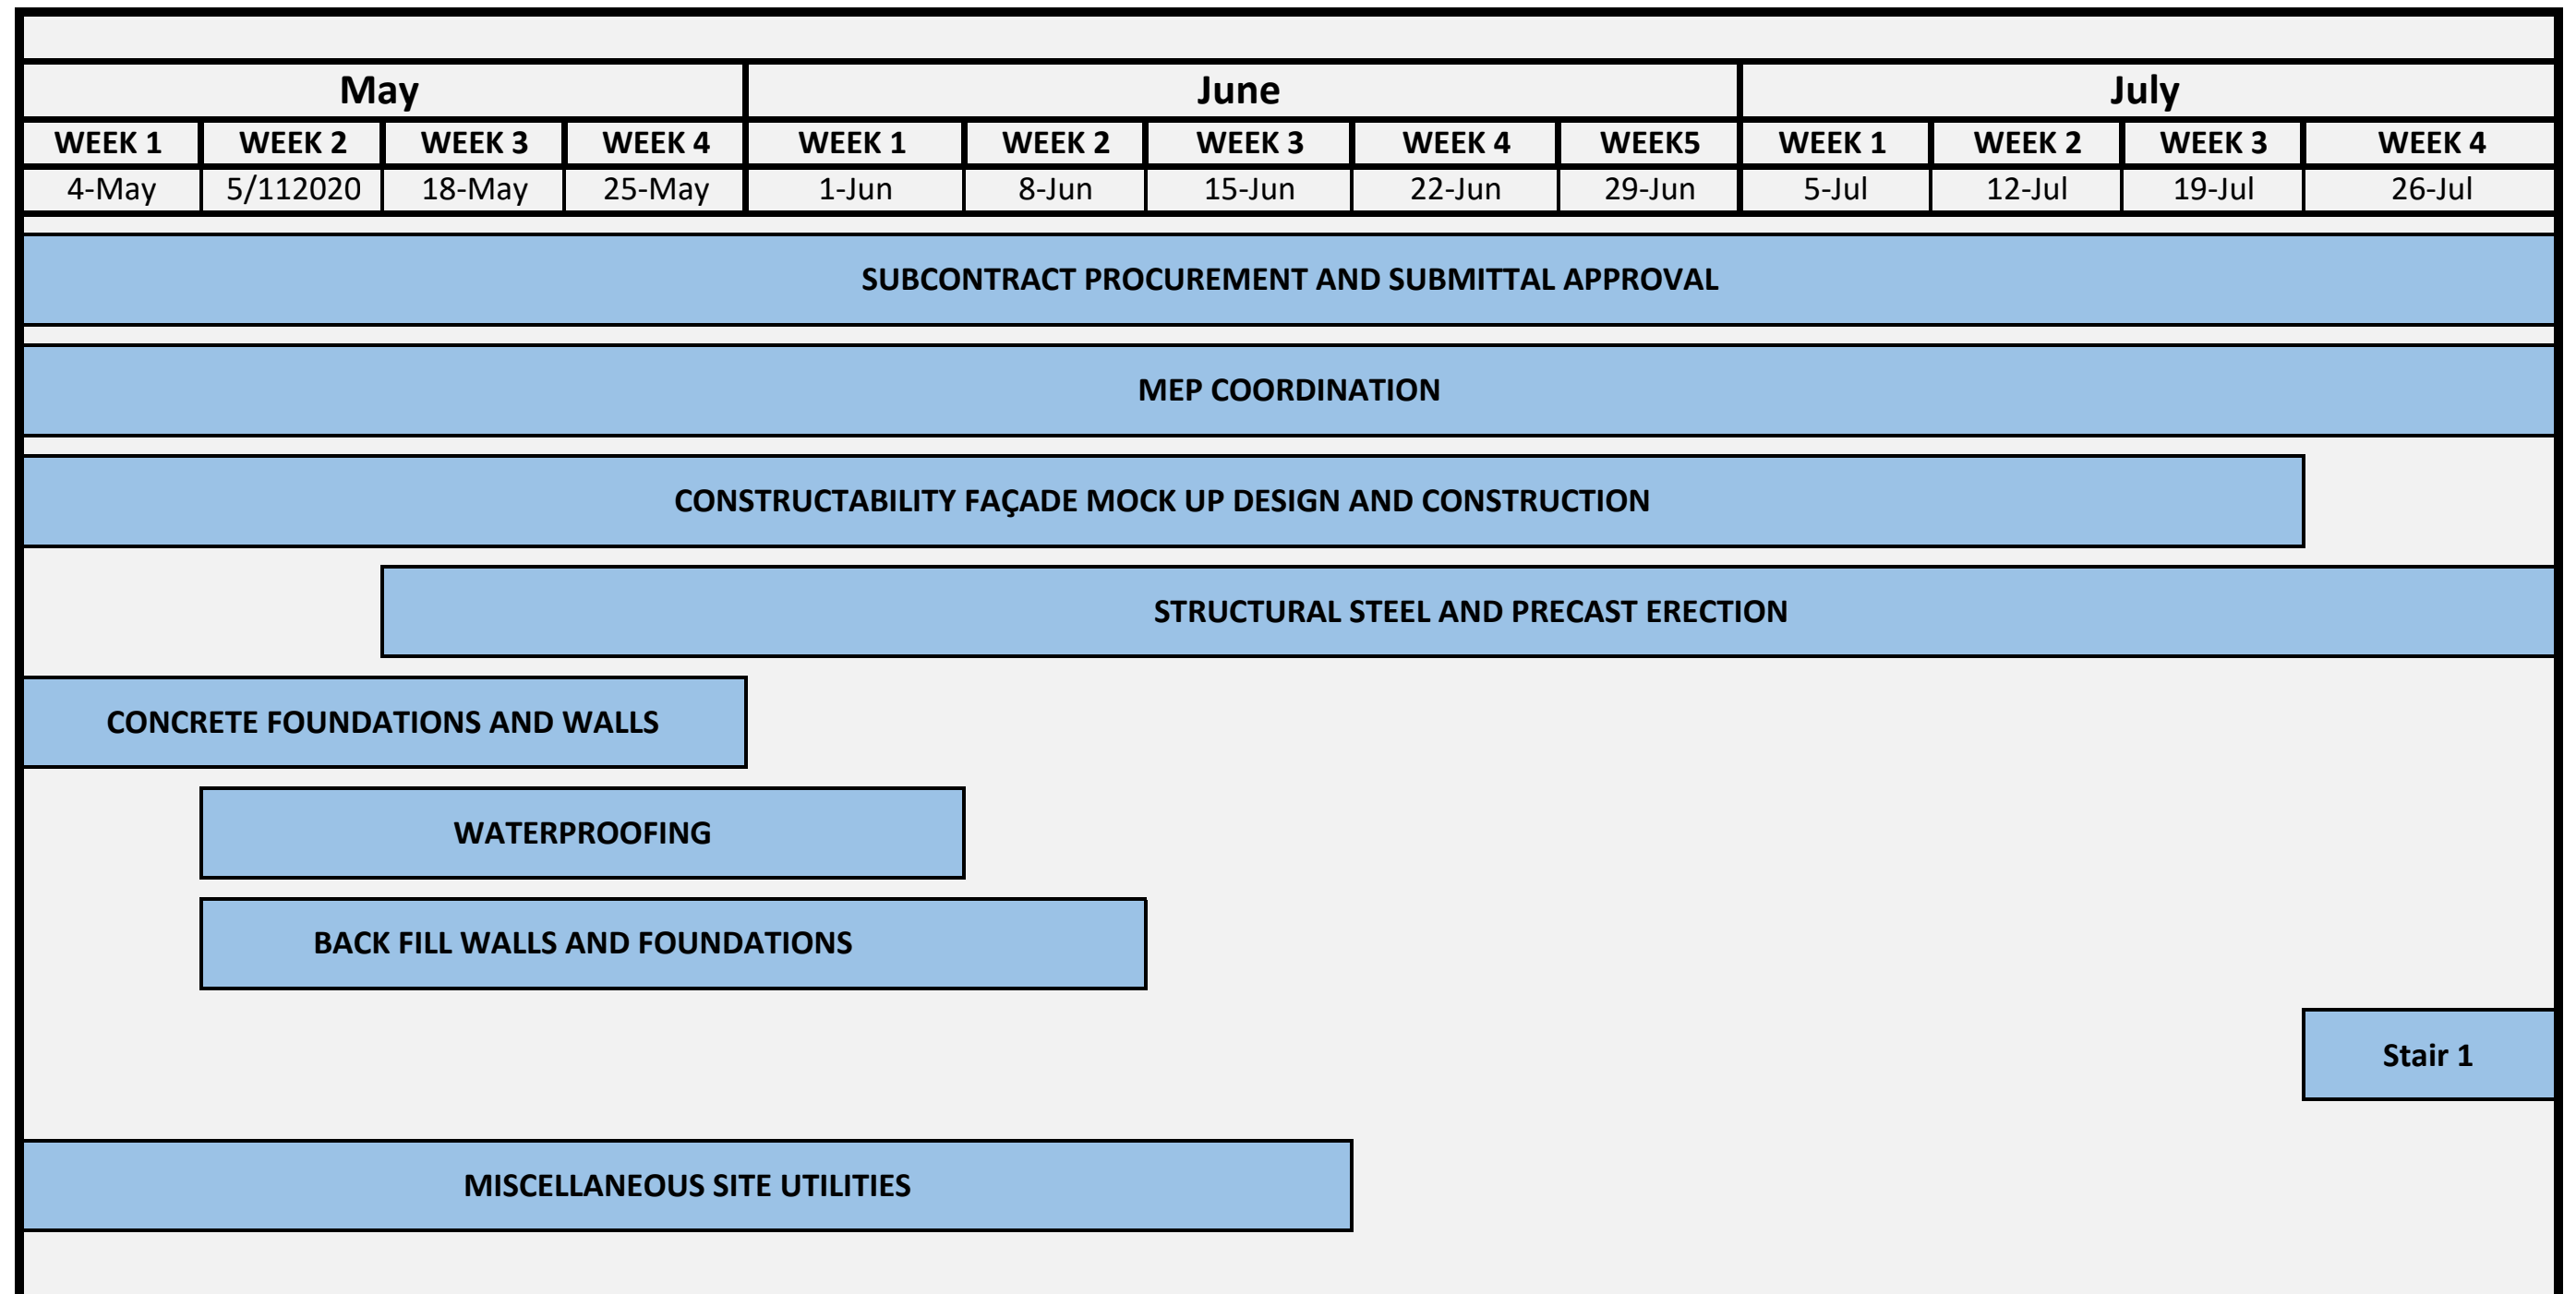 May June July
WEEK 1 WEEK 2 WEEK 3 WEEK 4 WEEK 1 WEEK 2 WEEK 3 WEEK 4 WEEK5 WEEK 1 WEEK 2 WEEK 3 WEEK 4
4-May 5/112020 18-May 25-May 1-Jun 8-Jun 15-Jun 22-Jun 29-Jun 5-Jul 12-Jul 19-Jul 26-Jul
SUBCONTRACT PROCUREMENT AND SUBMITTAL APPROVAL
MEP COORDINATION
CONSTRUCTABILITY FAÇADE MOCK UP DESIGN AND CONSTRUCTION
STRUCTURAL STEEL AND PRECAST ERECTION
CONCRETE FOUNDATIONS AND WALLS
WATERPROOFING
BACK FILL WALLS AND FOUNDATIONS
Stair 1
MISCELLANEOUS SITE UTILITIES